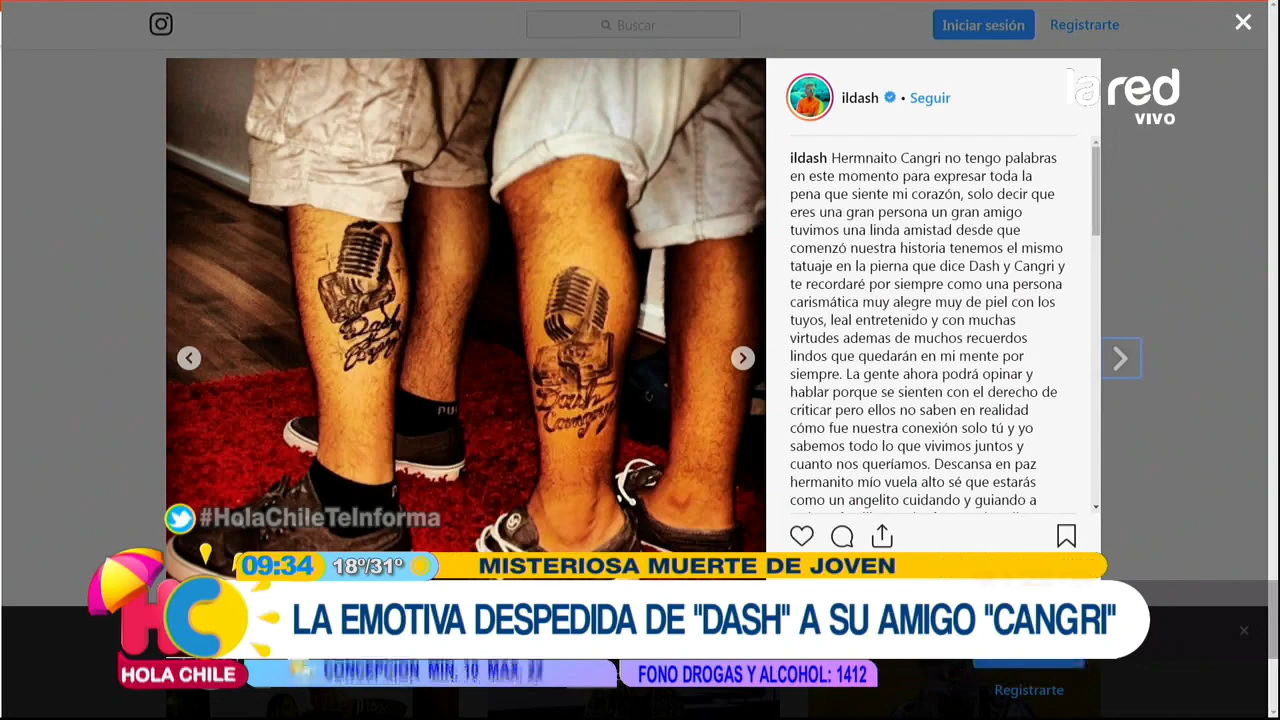 Buscar
Iniciar sesión
Registrarte
la red
VIVO
ildash • Seguir
ildash Hermnaito Cangri no tengo palabras
en este momento para expresar toda la
pena que siente mi corazón, solo decir que
eres una gran persona un gran amigo
tuvimos una linda amistad desde que
comenzó nuestra historia tenemos el mismo
tatuaje en la pierna que dice Dash y Cangri y
te recordaré por siempre como una persona
carismática muy alegre muy de piel con los
tuyos, leal entretenido y con muchas
virtudes ademas de muchos recuerdos
lindos que quedarán en mi mente por
siempre. La gente ahora podrá opinar y
hablar porque se sienten con el derecho de
criticar pero ellos no saben en realidad
cómo fue nuestra conexión solo tú y yo
sabemos todo lo que vivimos juntos y
cuanto nos queríamos. Descansa en paz
hermanito mío vuela alto sé que estarás
como un angelito cuidando y guiando a
Dash
Dash
#HolaChileTeInforma
09:34 18º/31º MISTERIOSA MUERTE DE JOVEN
HC
LA EMOTIVA DESPEDIDA DE "DASH" A SU AMIGO "CANGRI"
HOLA CHILE
CONCEPCION MIN. 10 MAX
FONO DROGAS Y ALCOHOL: 1412
Registrarte